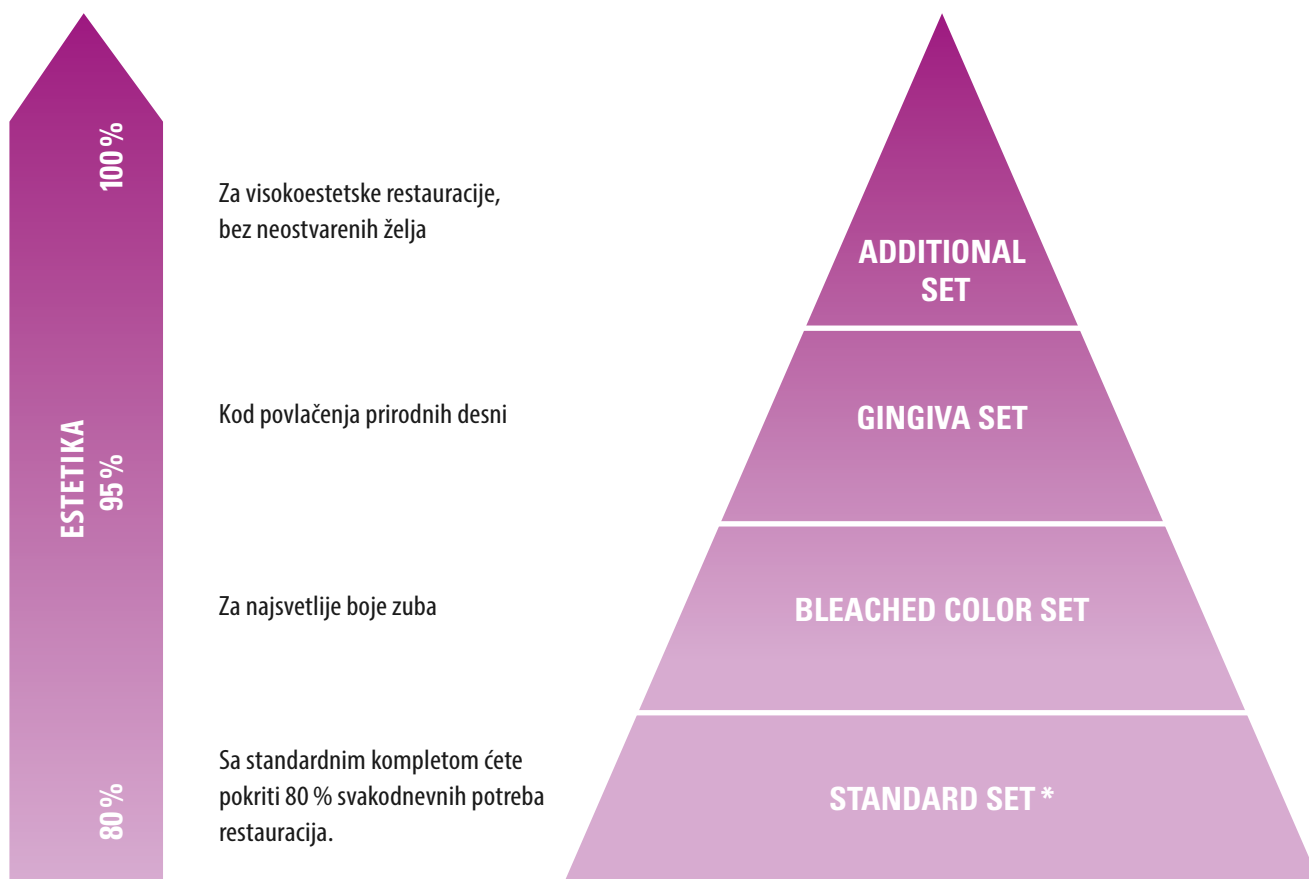 100 %
Za visokoestetske restauracije,
bez neostvarenih želja
ADDITIONAL
SET
ESTETIKA
95 %
Kod povlačenja prirodnih desni
GINGIVA SET
Za najsvetlije boje zuba
BLEACHED COLOR SET
80 %
Sa standardnim kompletom ćete
pokriti 80 % svakodnevnih potreba
restauracija.
STANDARD SET *